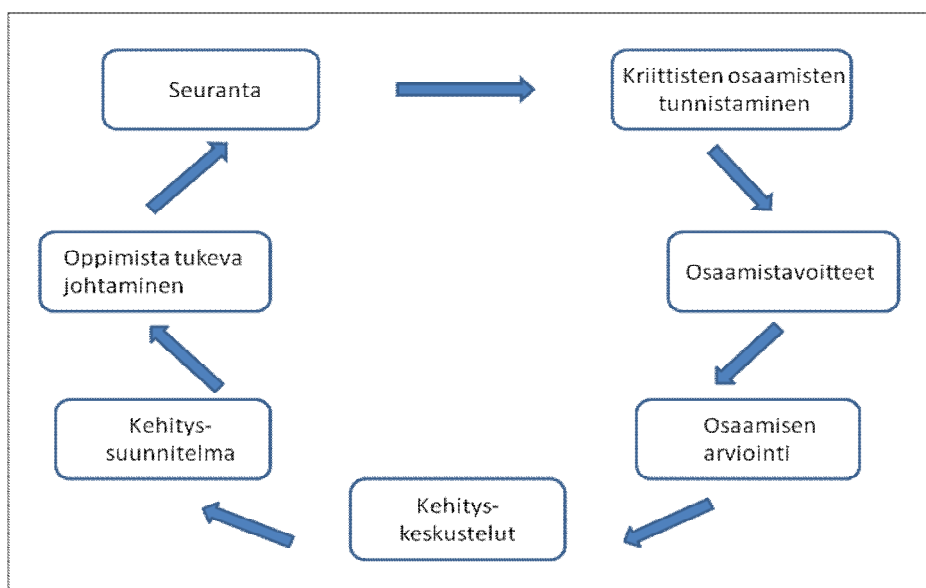 Seuranta
Kriittisten osaamisten
tunnistaminen
Osaamistavoitteet
Osaamisen
arviointi
Kehitys-
keskustelut
Kehitys-
suunnitelma
Oppimista tukeva
johtaminen